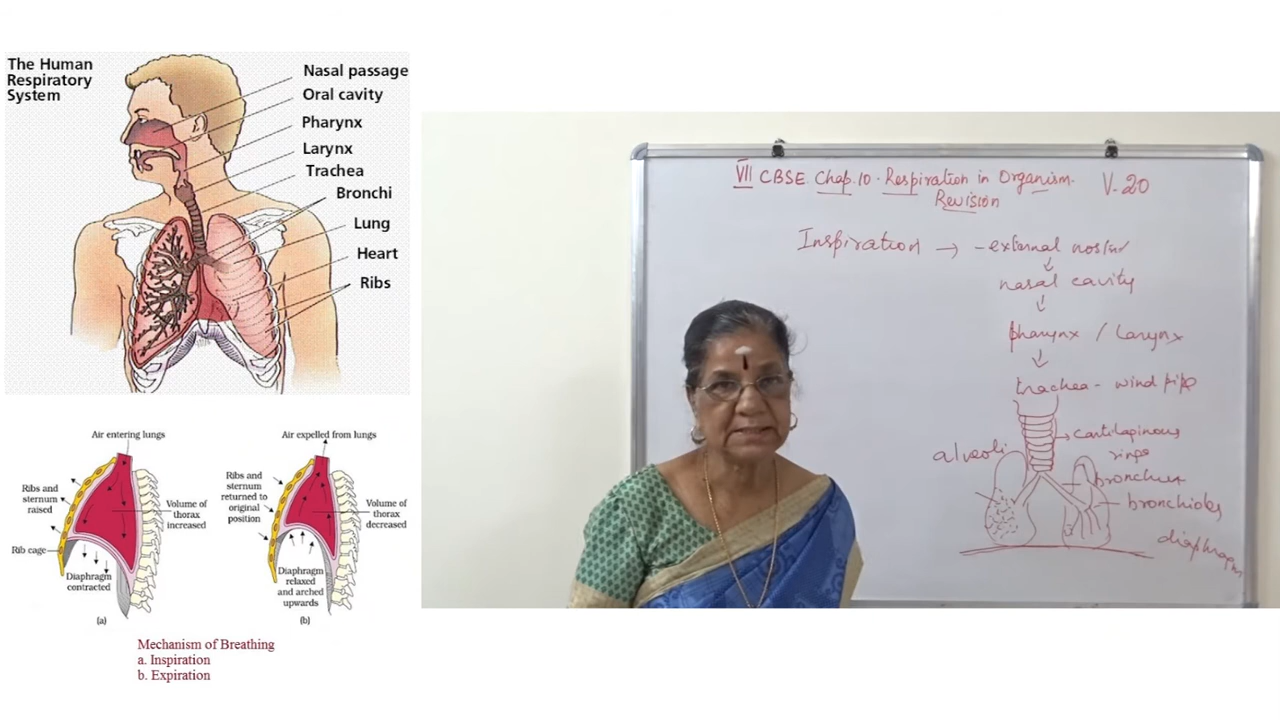 The Human
Respiratory
System
Nasal passage
Oral cavity
Pharynx
Larynx
Trachea
Bronchi
Lung
Heart
Ribs
Air entering lungs
Ribs and
sternum
raised
Volume of
thorax
increased
Rib cage
Diaphragm
contracted
(a)
Air expelled from lungs
Ribs and
sternum
returned to
original
position
Volume of
thorax
decreased
Diaphragm
relaxed
and arched
upwards
(b)
Mechanism of Breathing
a. Inspiration
b. Expiration
VII CBSE Chap.10. Respiration in Organism.
Revision
V-20
Inspiration → - external
nasal cavity
pharynx / Larynx
trachea - wind pipe
cartilaginous
rings
alveoli
bronchus
bronchioles
diaphragm